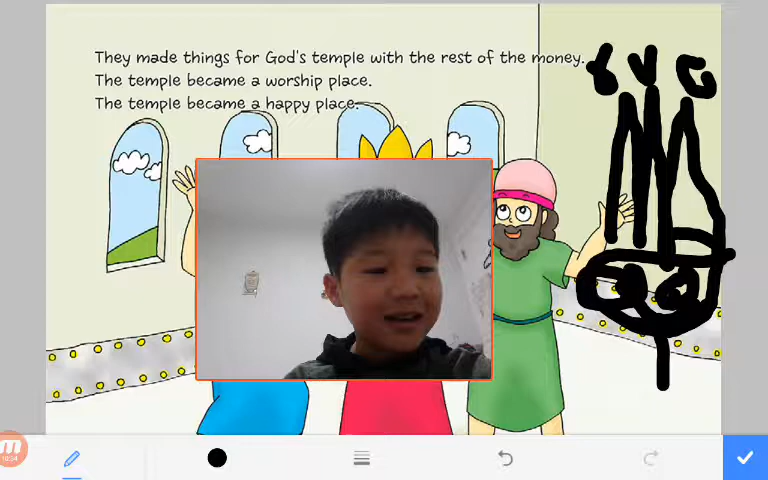 They made things for God's temple with the rest of the money.
The temple became a worship place.
The temple became a happy place.